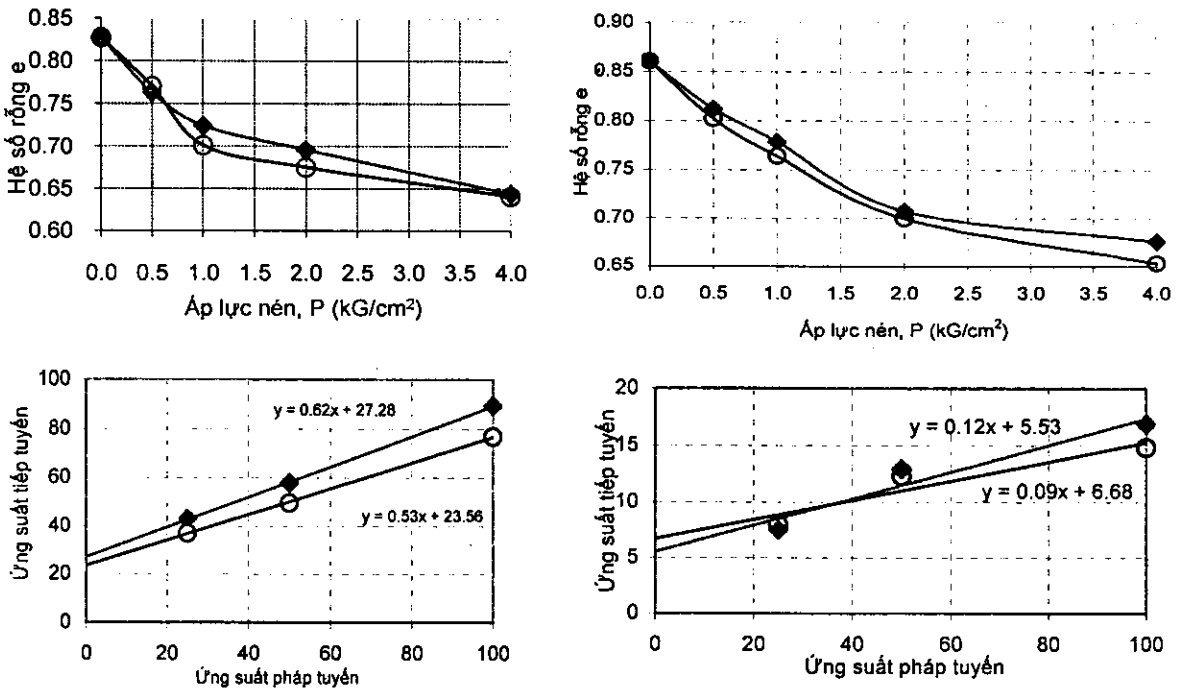 0.85
0.80
0.75
0.70
0.65
0.60
Hệ số rỗng e
0.0 0.5 1.0 1.5 2.0 2.5 3.0 3.5 4.0
Áp lực nén, P (kG/cm²)
0.90
0.85
0.80
0.75
0.70
0.65
Hệ số rỗng e
0.0 0.5 1.0 1.5 2.0 2.5 3.0 3.5 4.0
Áp lực nén, P (kG/cm²)
100
80
60
40
20
0
Ứng suất tiếp tuyến
y = 0.62x + 27.28
y = 0.53x + 23.56
0 20 40 60 80 100
Ứng suất pháp tuyến
20
15
10
5
0
Ứng suất tiếp tuyến
y = 0.12x + 5.53
y = 0.09x + 6.68
0 20 40 60 80 100
Ứng suất pháp tuyến